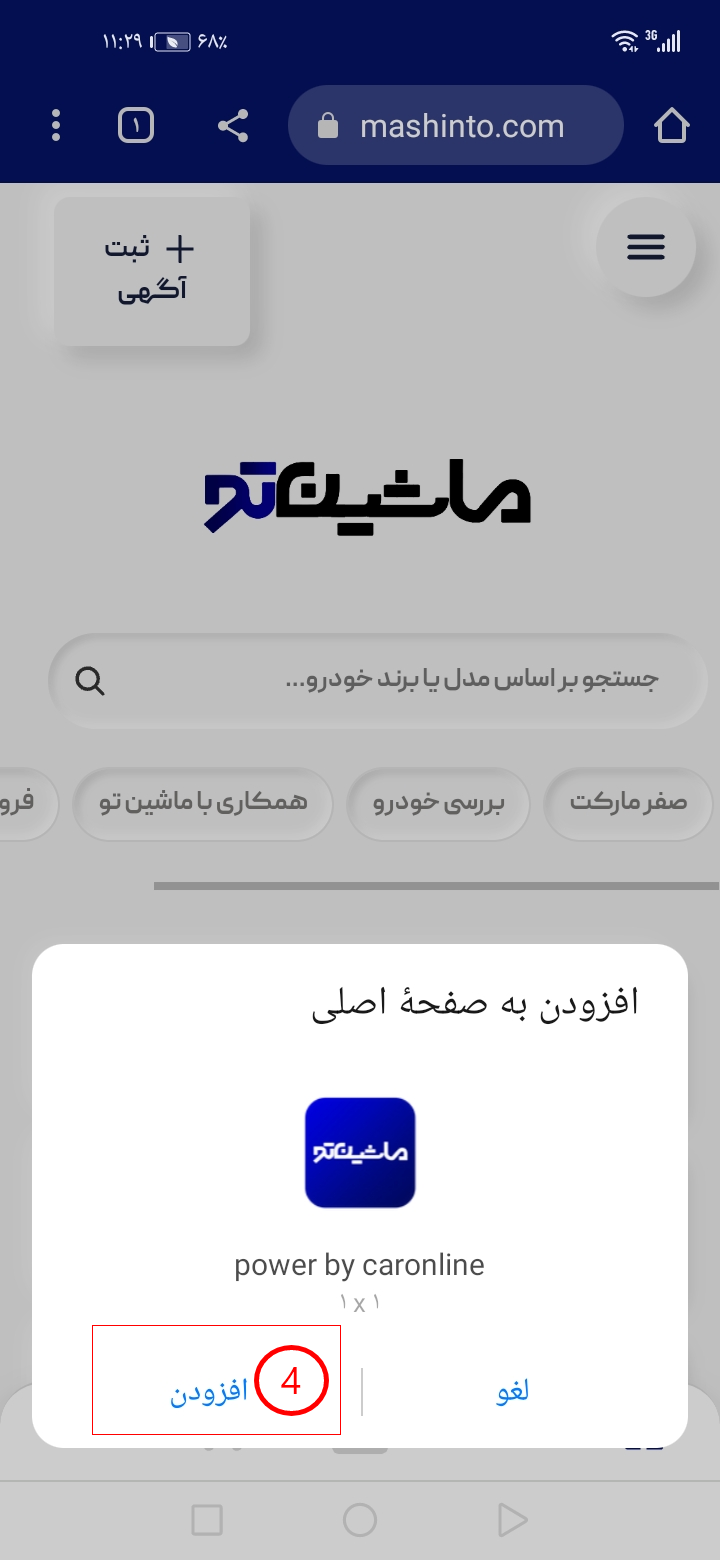 ۱۱:۲۹ ۶۸٪ 3G
۱ mashinto.com
ثبت
آگهی
ماشین‌تو
جستجو بر اساس مدل یا برند خودرو...
صفر مارکت بررسی خودرو همکاری با ماشین تو فرو
افزودن به صفحهٔ اصلی
ماشین‌تو
power by caronline
۱ x ۱
لغو افزودن 4